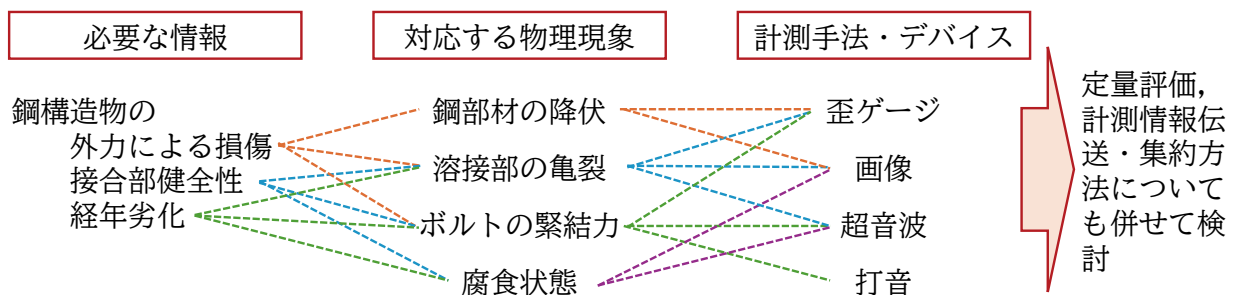 必要な情報
対応する物理現象
計測手法・デバイス
鋼構造物の
外力による損傷
接合部健全性
経年劣化
鋼部材の降伏
溶接部の亀裂
ボルトの緊結力
腐食状態
歪ゲージ
画像
超音波
打音
定量評価,
計測情報伝
送・集約方
法について
も併せて検
討